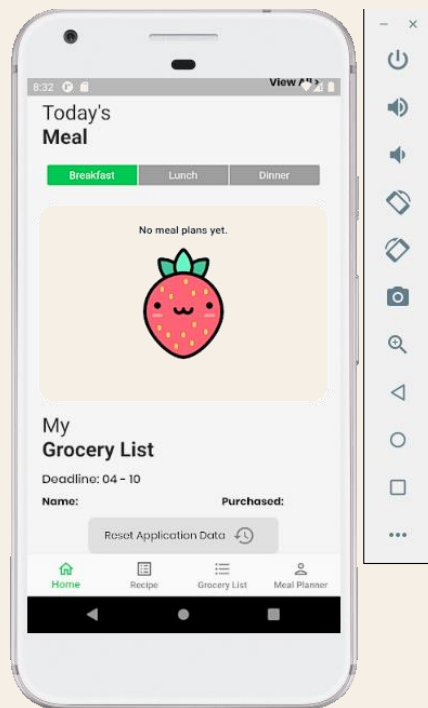 8:32
View All >
Today's
Meal
Breakfast Lunch Dinner
No meal plans yet.
My
Grocery List
Deadline: 04 - 10
Name: Purchased:
Reset Application Data
Home Recipe Grocery List Meal Planner